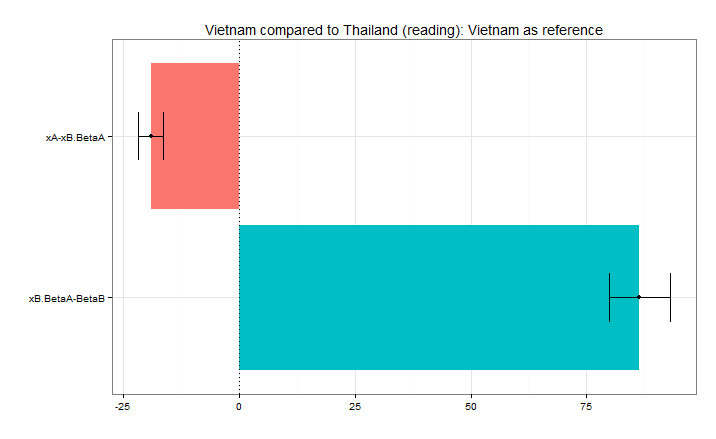 Vietnam compared to Thailand (reading): Vietnam as reference
xA-xB.BetaA
xB.BetaA-BetaB
-25 0 25 50 75